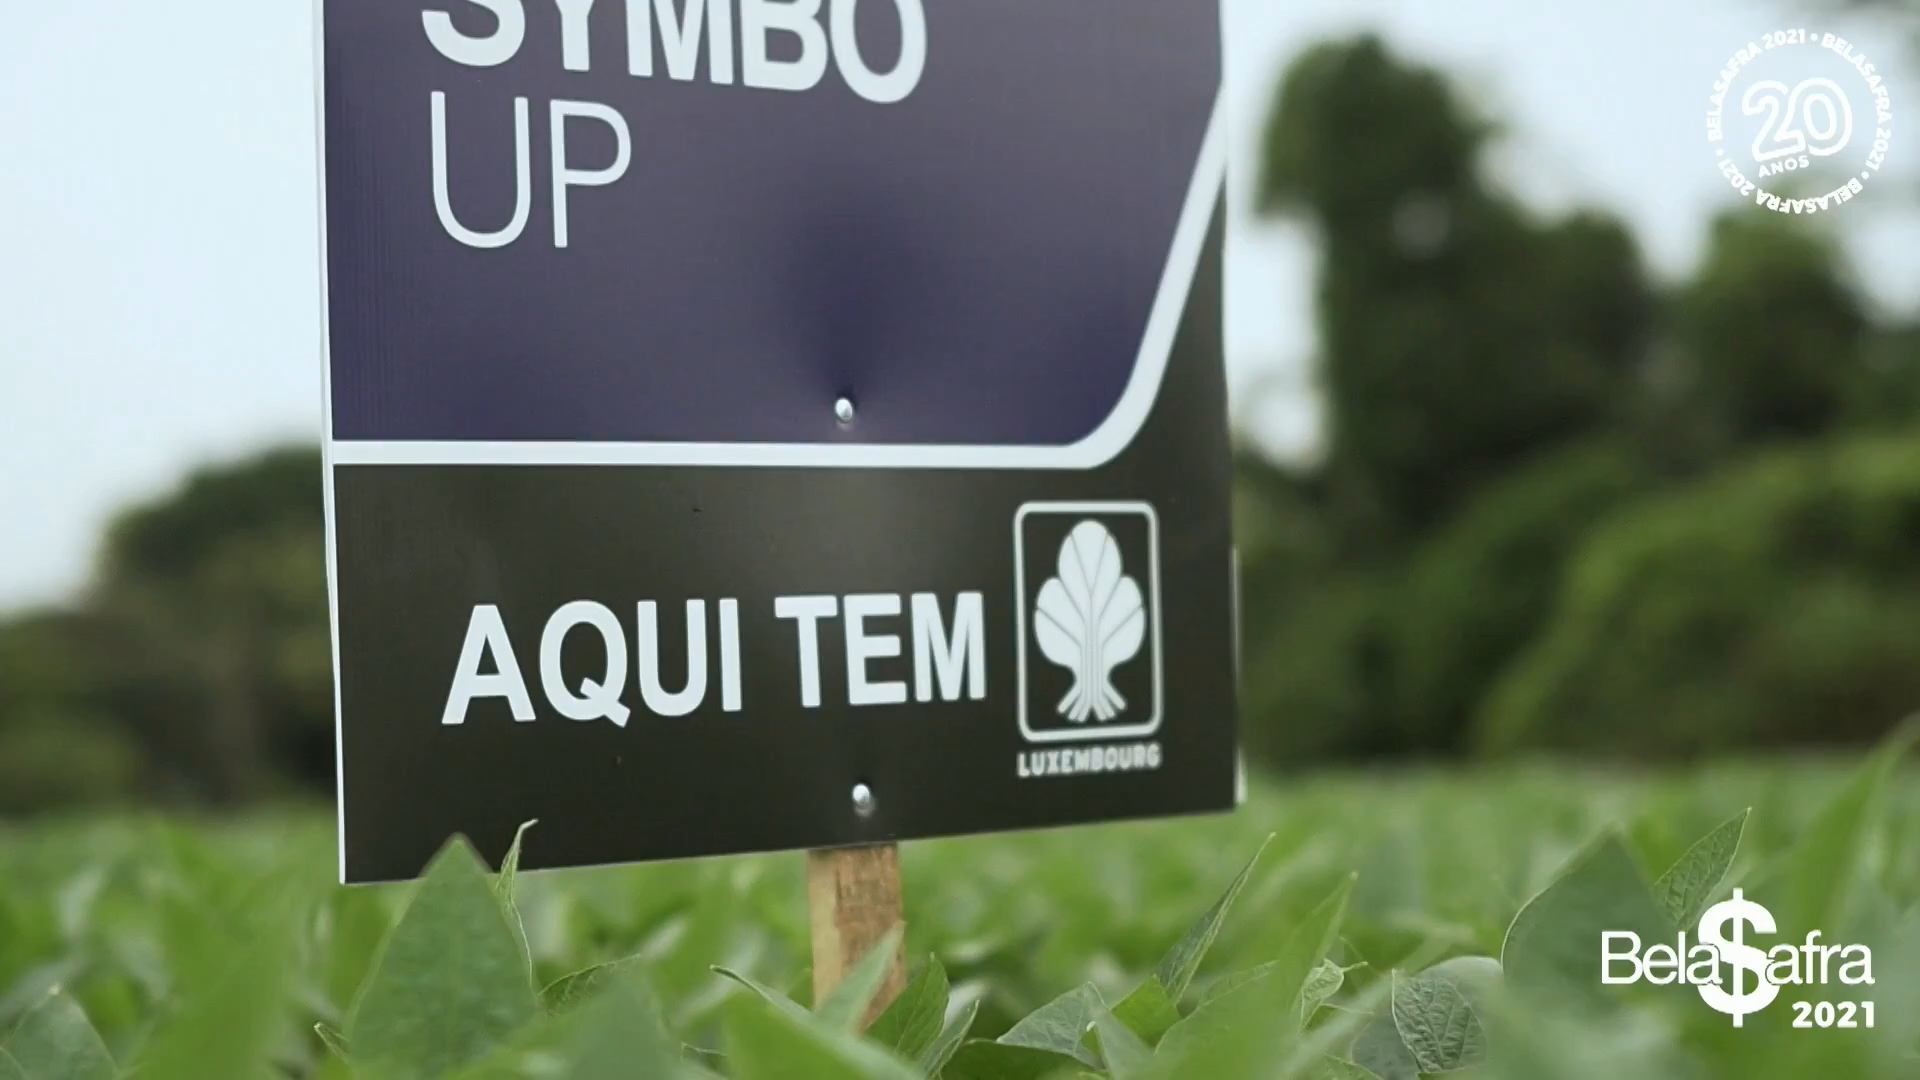 SYMBO
UP
AQUI TEM
LUXEMBOURG
BELASAFRA 2021 • BELASAFRA 2021 • BELASAFRA 2021 •
20
ANOS
Bela$afra
2021